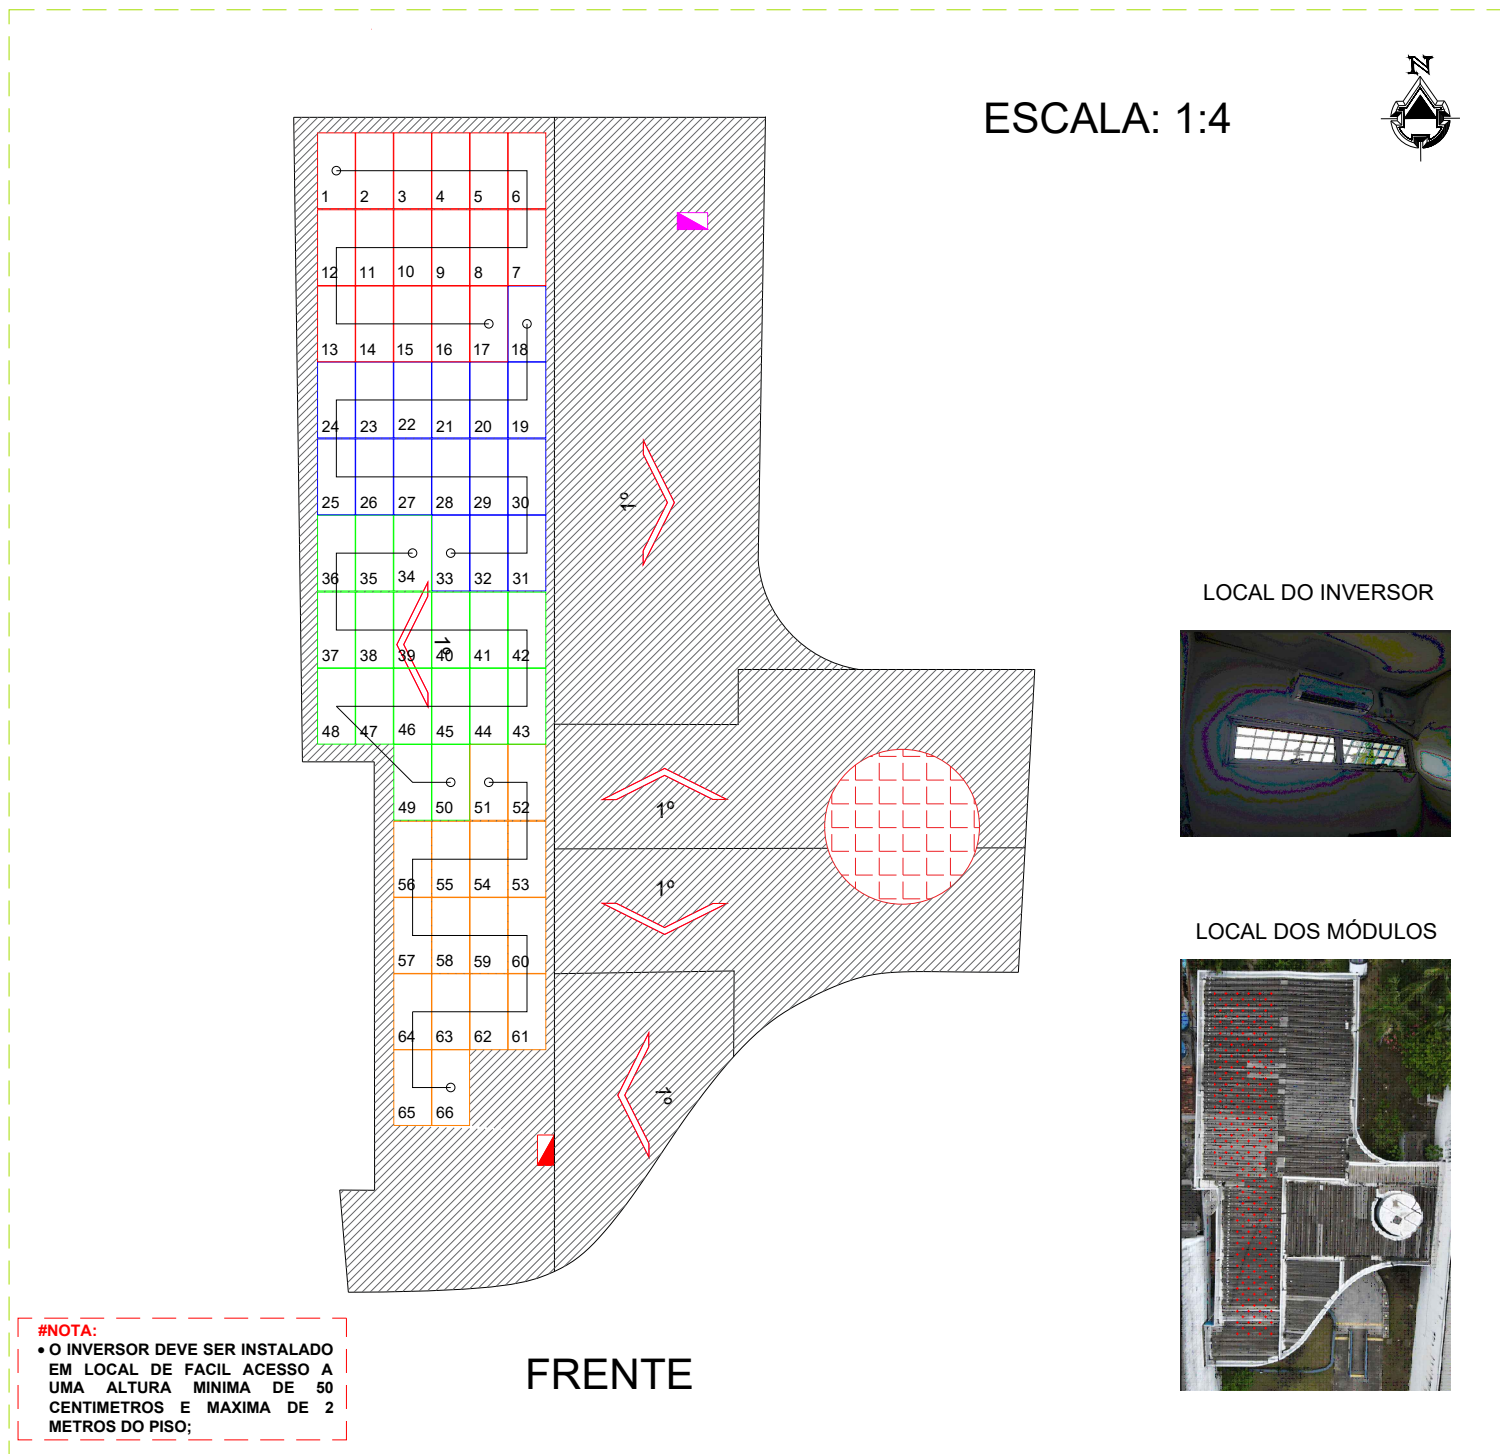 N
ESCALA: 1:4
1 2 3 4 5 6
12 11 10 9 8 7
13 14 15 16 17 18
24 23 22 21 20 19
25 26 27 28 29 30
1º
36 35 34 33 32 31
LOCAL DO INVERSOR
37 38 39 40 41 42
1º
48 47 46 45 44 43
49 50 51 52
1º
56 55 54 53
1º
LOCAL DOS MÓDULOS
57 58 59 60
64 63 62 61
1º
65 66
#NOTA:
• O INVERSOR DEVE SER INSTALADO
EM LOCAL DE FACIL ACESSO A
UMA ALTURA MINIMA DE 50
CENTIMETROS E MAXIMA DE 2
METROS DO PISO;
FRENTE